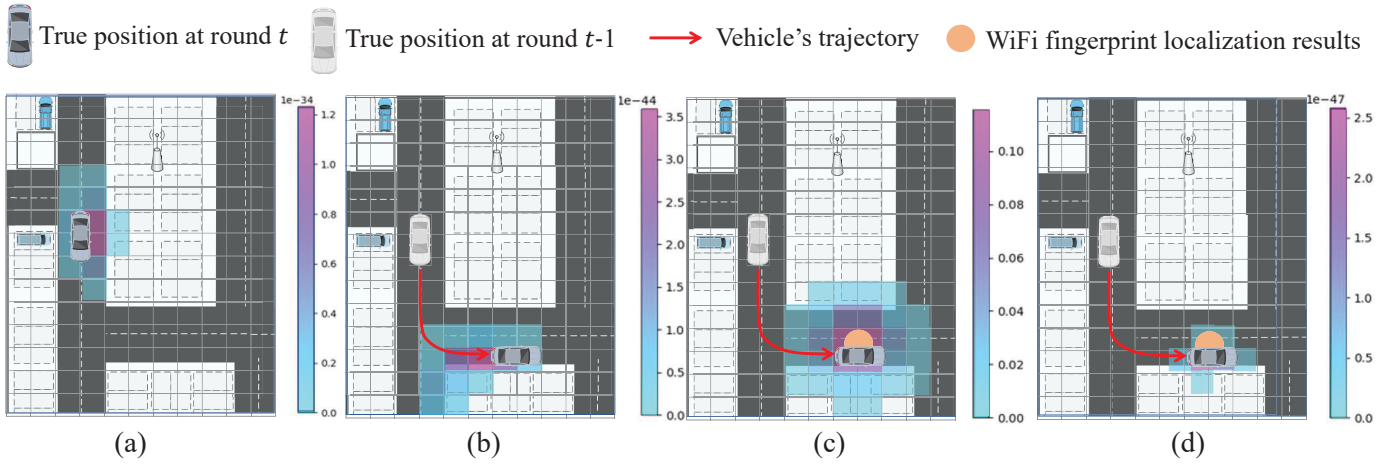 True position at round t
True position at round t-1
Vehicle's trajectory
WiFi fingerprint localization results
1e−34
1.2
1.0
0.8
0.6
0.4
0.2
0.0
(a)
1e−44
3.5
3.0
2.5
2.0
1.5
1.0
0.5
0.0
(b)
0.10
0.08
0.06
0.04
0.02
0.00
(c)
1e−47
2.5
2.0
1.5
1.0
0.5
0.0
(d)